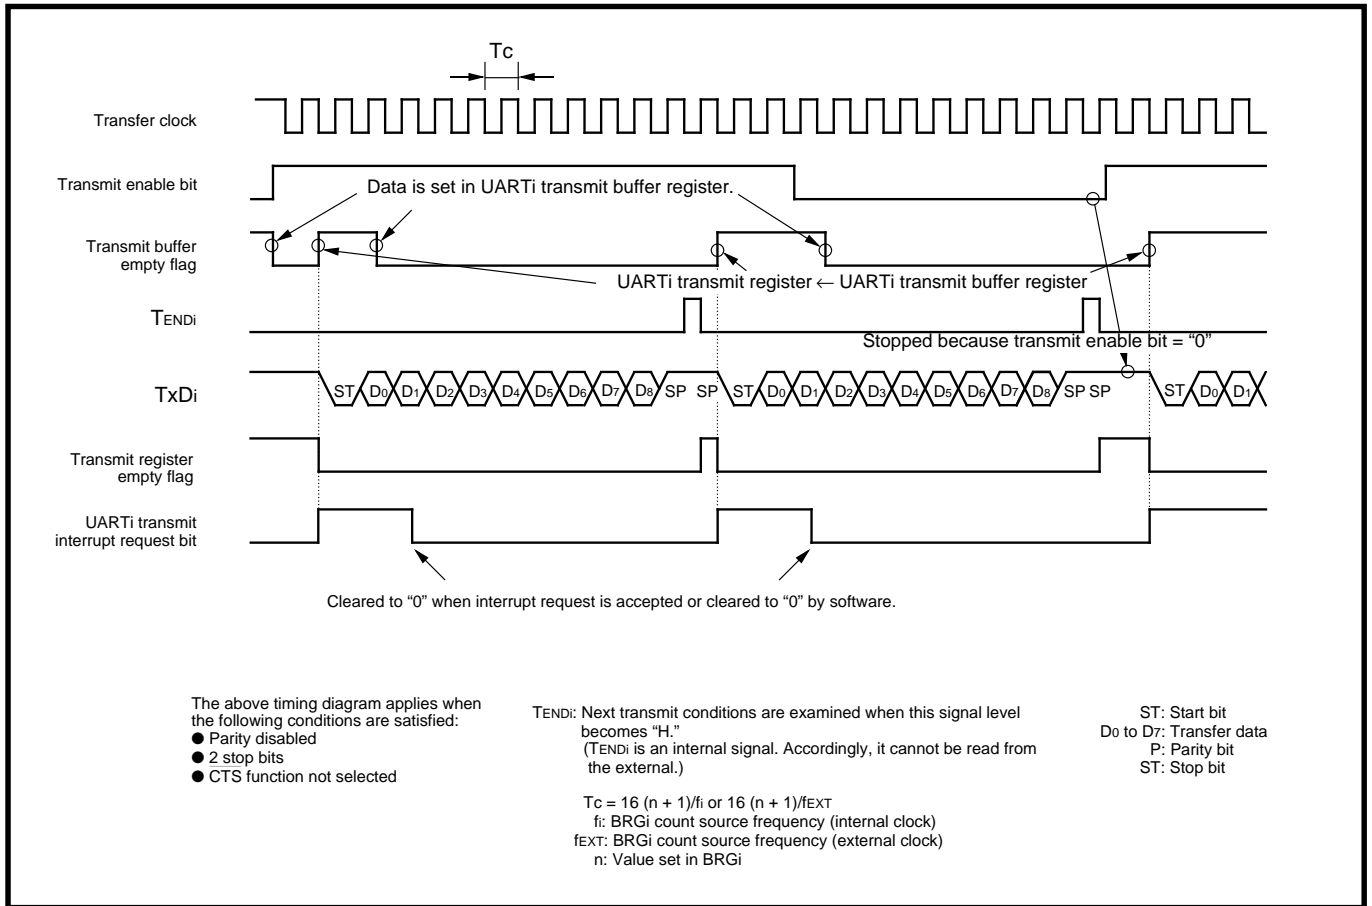 Tc
Transfer clock
Transmit enable bit
Data is set in UARTi transmit buffer register.
Transmit buffer
empty flag
UARTi transmit register ← UARTi transmit buffer register
TENDi
Stopped because transmit enable bit = “0”
TxDi
ST D0 D1 D2 D3 D4 D5 D6 D7 D8 SP SP ST D0 D1 D2 D3 D4 D5 D6 D7 D8 SP SP ST D0 D1
Transmit register
empty flag
UARTi transmit
interrupt request bit
Cleared to “0” when interrupt request is accepted or cleared to “0” by software.
The above timing diagram applies when
the following conditions are satisfied:
● Parity disabled
● 2 stop bits
● CTS function not selected
TENDi: Next transmit conditions are examined when this signal level
becomes “H.”
(TENDi is an internal signal. Accordingly, it cannot be read from
the external.)
Tc = 16 (n + 1)/fi or 16 (n + 1)/fEXT
fi: BRGi count source frequency (internal clock)
fEXT: BRGi count source frequency (external clock)
n: Value set in BRGi
ST: Start bit
D0 to D7: Transfer data
P: Parity bit
ST: Stop bit